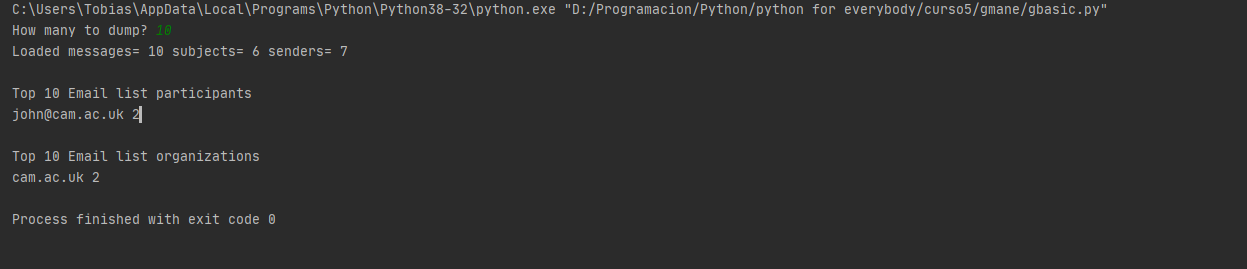 C:\Users\Tobias\AppData\Local\Programs\Python\Python38-32\python.exe "D:/Programacion/Python/python for everybody/curso5/gmane/gbasic.py"
How many to dump? 10
Loaded messages= 10 subjects= 6 senders= 7
Top 10 Email list participants
john@cam.ac.uk 2
Top 10 Email list organizations
cam.ac.uk 2
Process finished with exit code 0